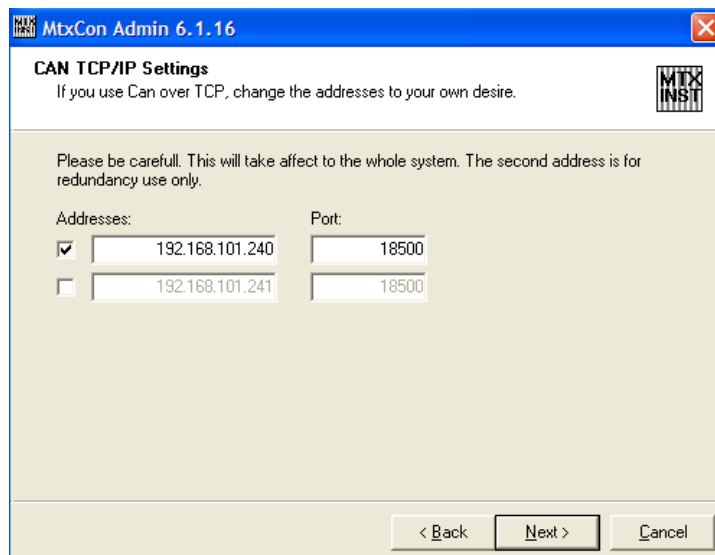 MtxCon Admin 6.1.16
CAN TCP/IP Settings
If you use Can over TCP, change the addresses to your own desire.
MTX
INST
Please be carefull. This will take affect to the whole system. The second address is for
redundancy use only.
Addresses: Port:
192.168.101.240 18500
192.168.101.241 18500
< Back Next > Cancel